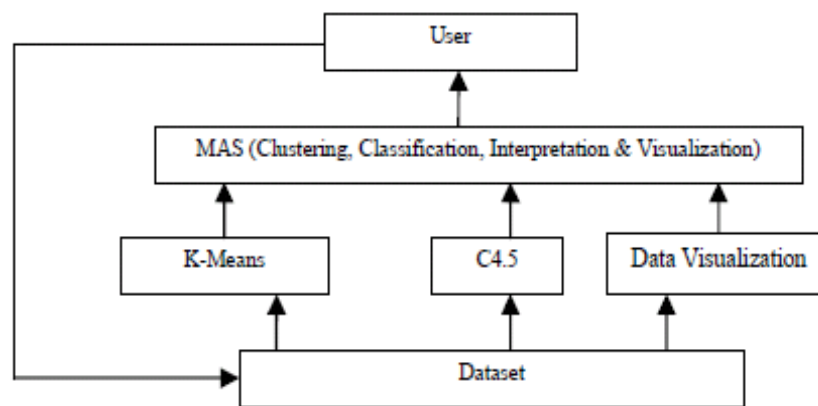 User
MAS (Clustering, Classification, Interpretation & Visualization)
K-Means
C4.5
Data Visualization
Dataset